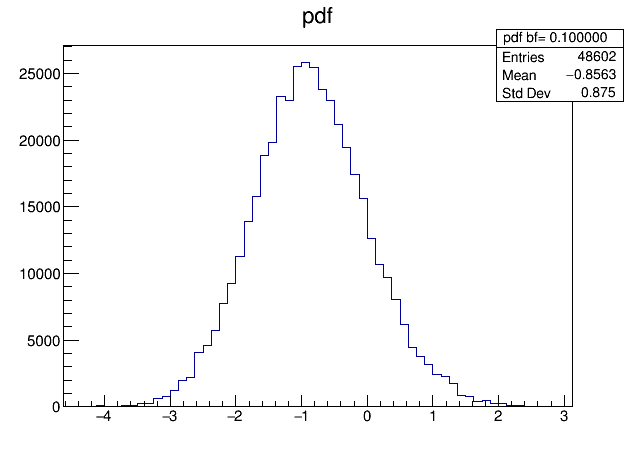 pdf
pdf bf= 0.100000
Entries 48602
Mean −0.8563
Std Dev 0.875
25000
20000
15000
10000
5000
0
−4 −3 −2 −1 0 1 2 3